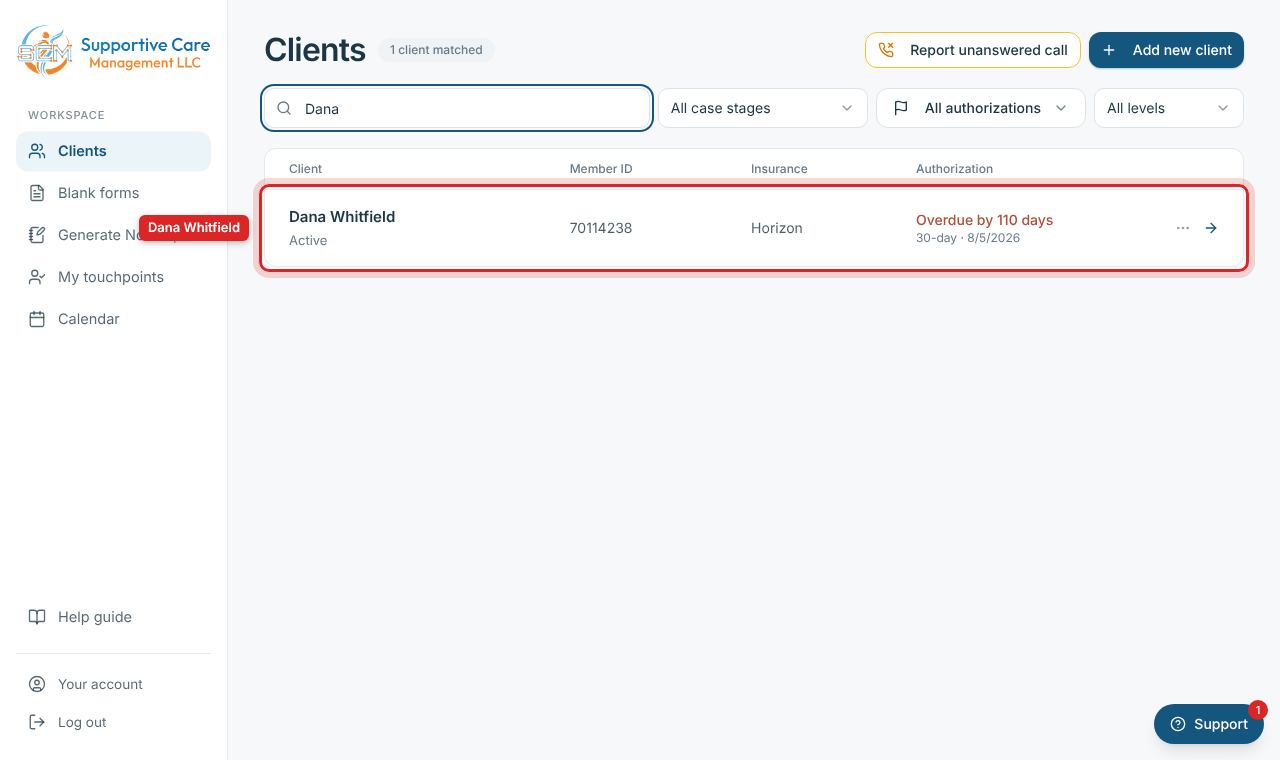 SCM Supportive Care
Management LLC
WORKSPACE
Clients
Blank forms
Generate No
My touchpoints
Calendar
Help guide
Your account
Log out
Dana Whitfield
Clients
1 client matched
Report unanswered call
Add new client
Dana
All case stages
All authorizations
All levels
Client Member ID Insurance Authorization
Dana Whitfield
Active
70114238
Horizon
Overdue by 110 days
30-day · 8/5/2026
Support
1